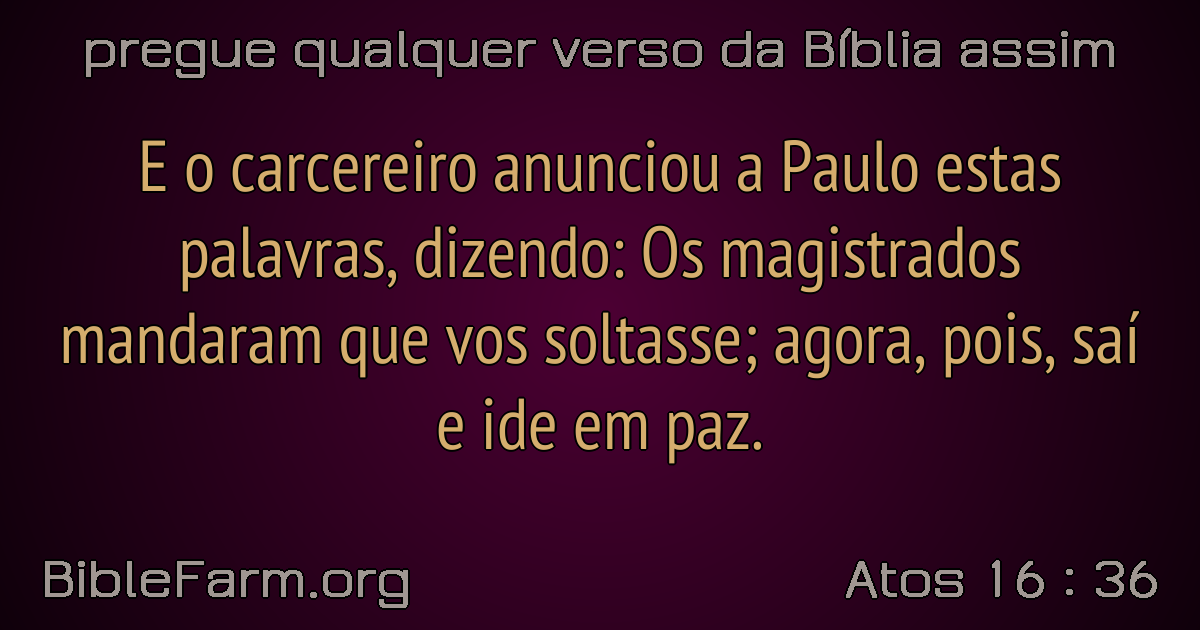 pregue qualquer verso da Bíblia assim
E o carcereiro anunciou a Paulo estas
palavras, dizendo: Os magistrados
mandaram que vos soltasse; agora, pois, saí
e ide em paz.
BibleFarm.org
Atos 16 : 36